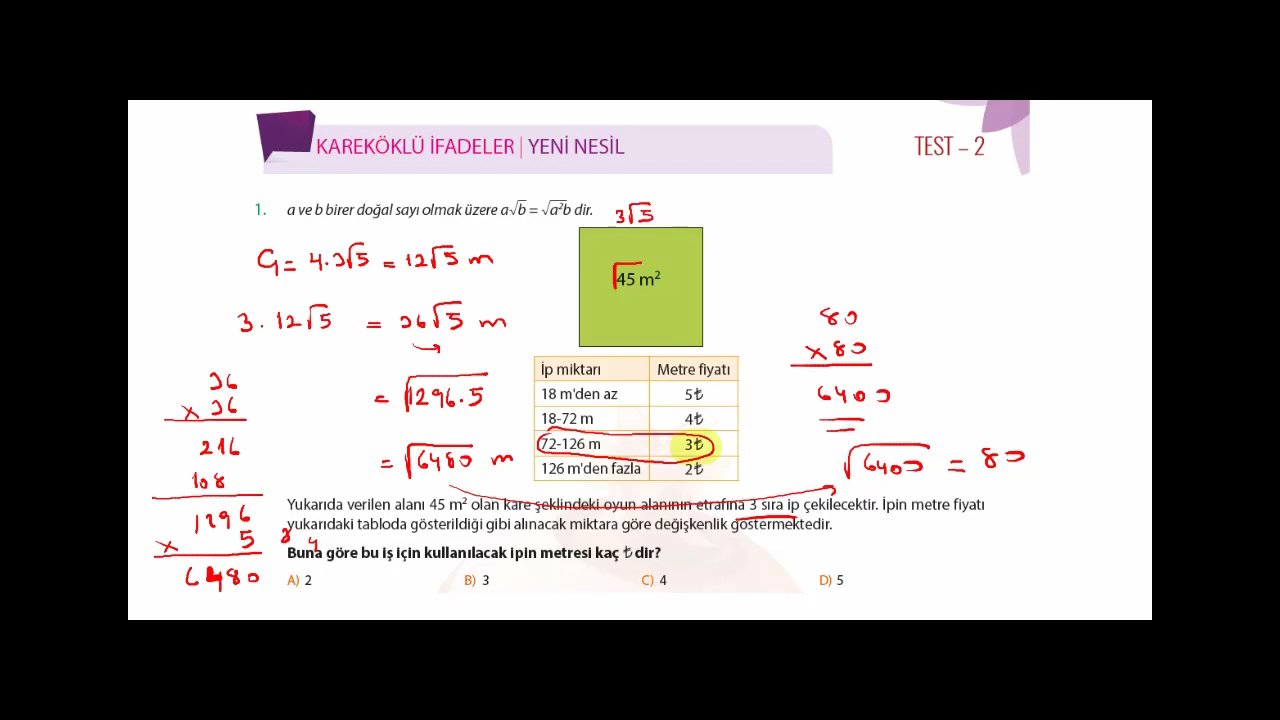 KAREKÖKLÜ İFADELER | YENİ NESİL
TEST – 2
1. a ve b birer doğal sayı olmak üzere a√b = √a²b dir.
3√5
√45 m²
Ç = 4.3√5 = 12√5 m
3 . 12√5 = 36√5 m
= √1296.5
= √6480 m
36
x 36
216
108
1296
x 5
6480
80
x 80
6400
√6400 = 80
İp miktarı Metre fiyatı
18 m'den az 5₺
18-72 m 4₺
72-126 m 3₺
126 m'den fazla 2₺
Yukarıda verilen alanı 45 m² olan kare şeklindeki oyun alanının etrafına 3 sıra ip çekilecektir. İpin metre fiyatı
yukarıdaki tabloda gösterildiği gibi alınacak miktara göre değişkenlik göstermektedir.
Buna göre bu iş için kullanılacak ipin metresi kaç ₺ dir?
A) 2 B) 3 C) 4 D) 5